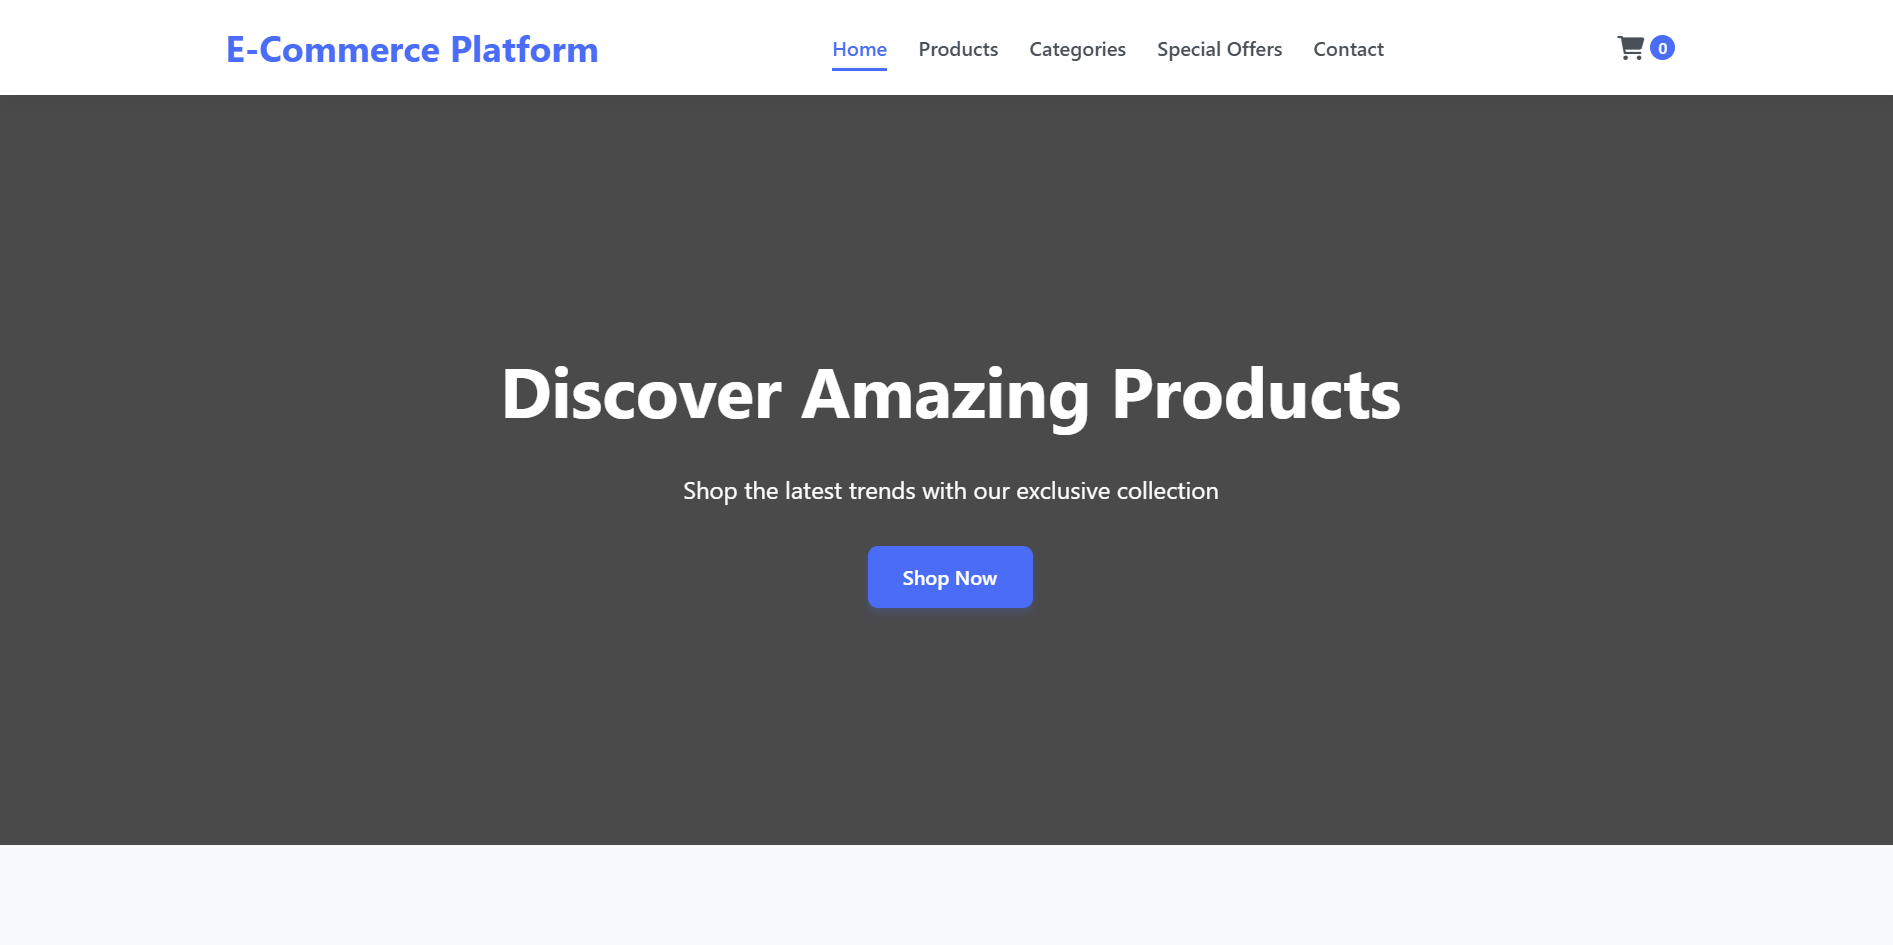 E-Commerce Platform
Home Products Categories Special Offers Contact
0
Discover Amazing Products
Shop the latest trends with our exclusive collection
Shop Now